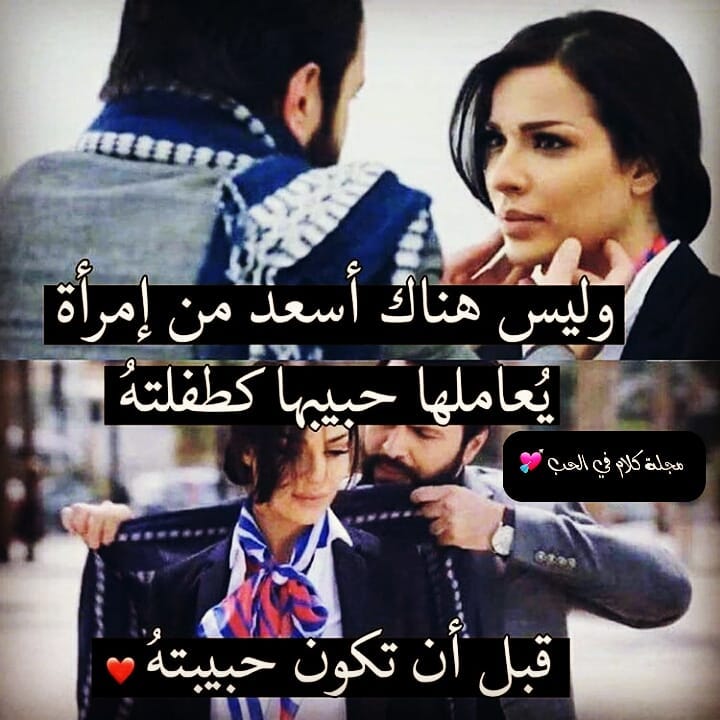 وليس هناك أسعد من إمرأة
يُعاملها حبيبها كطفلتهُ
مجلة كلام في الحب 💘
قبل أن تكون حبيبتهُ ❤️